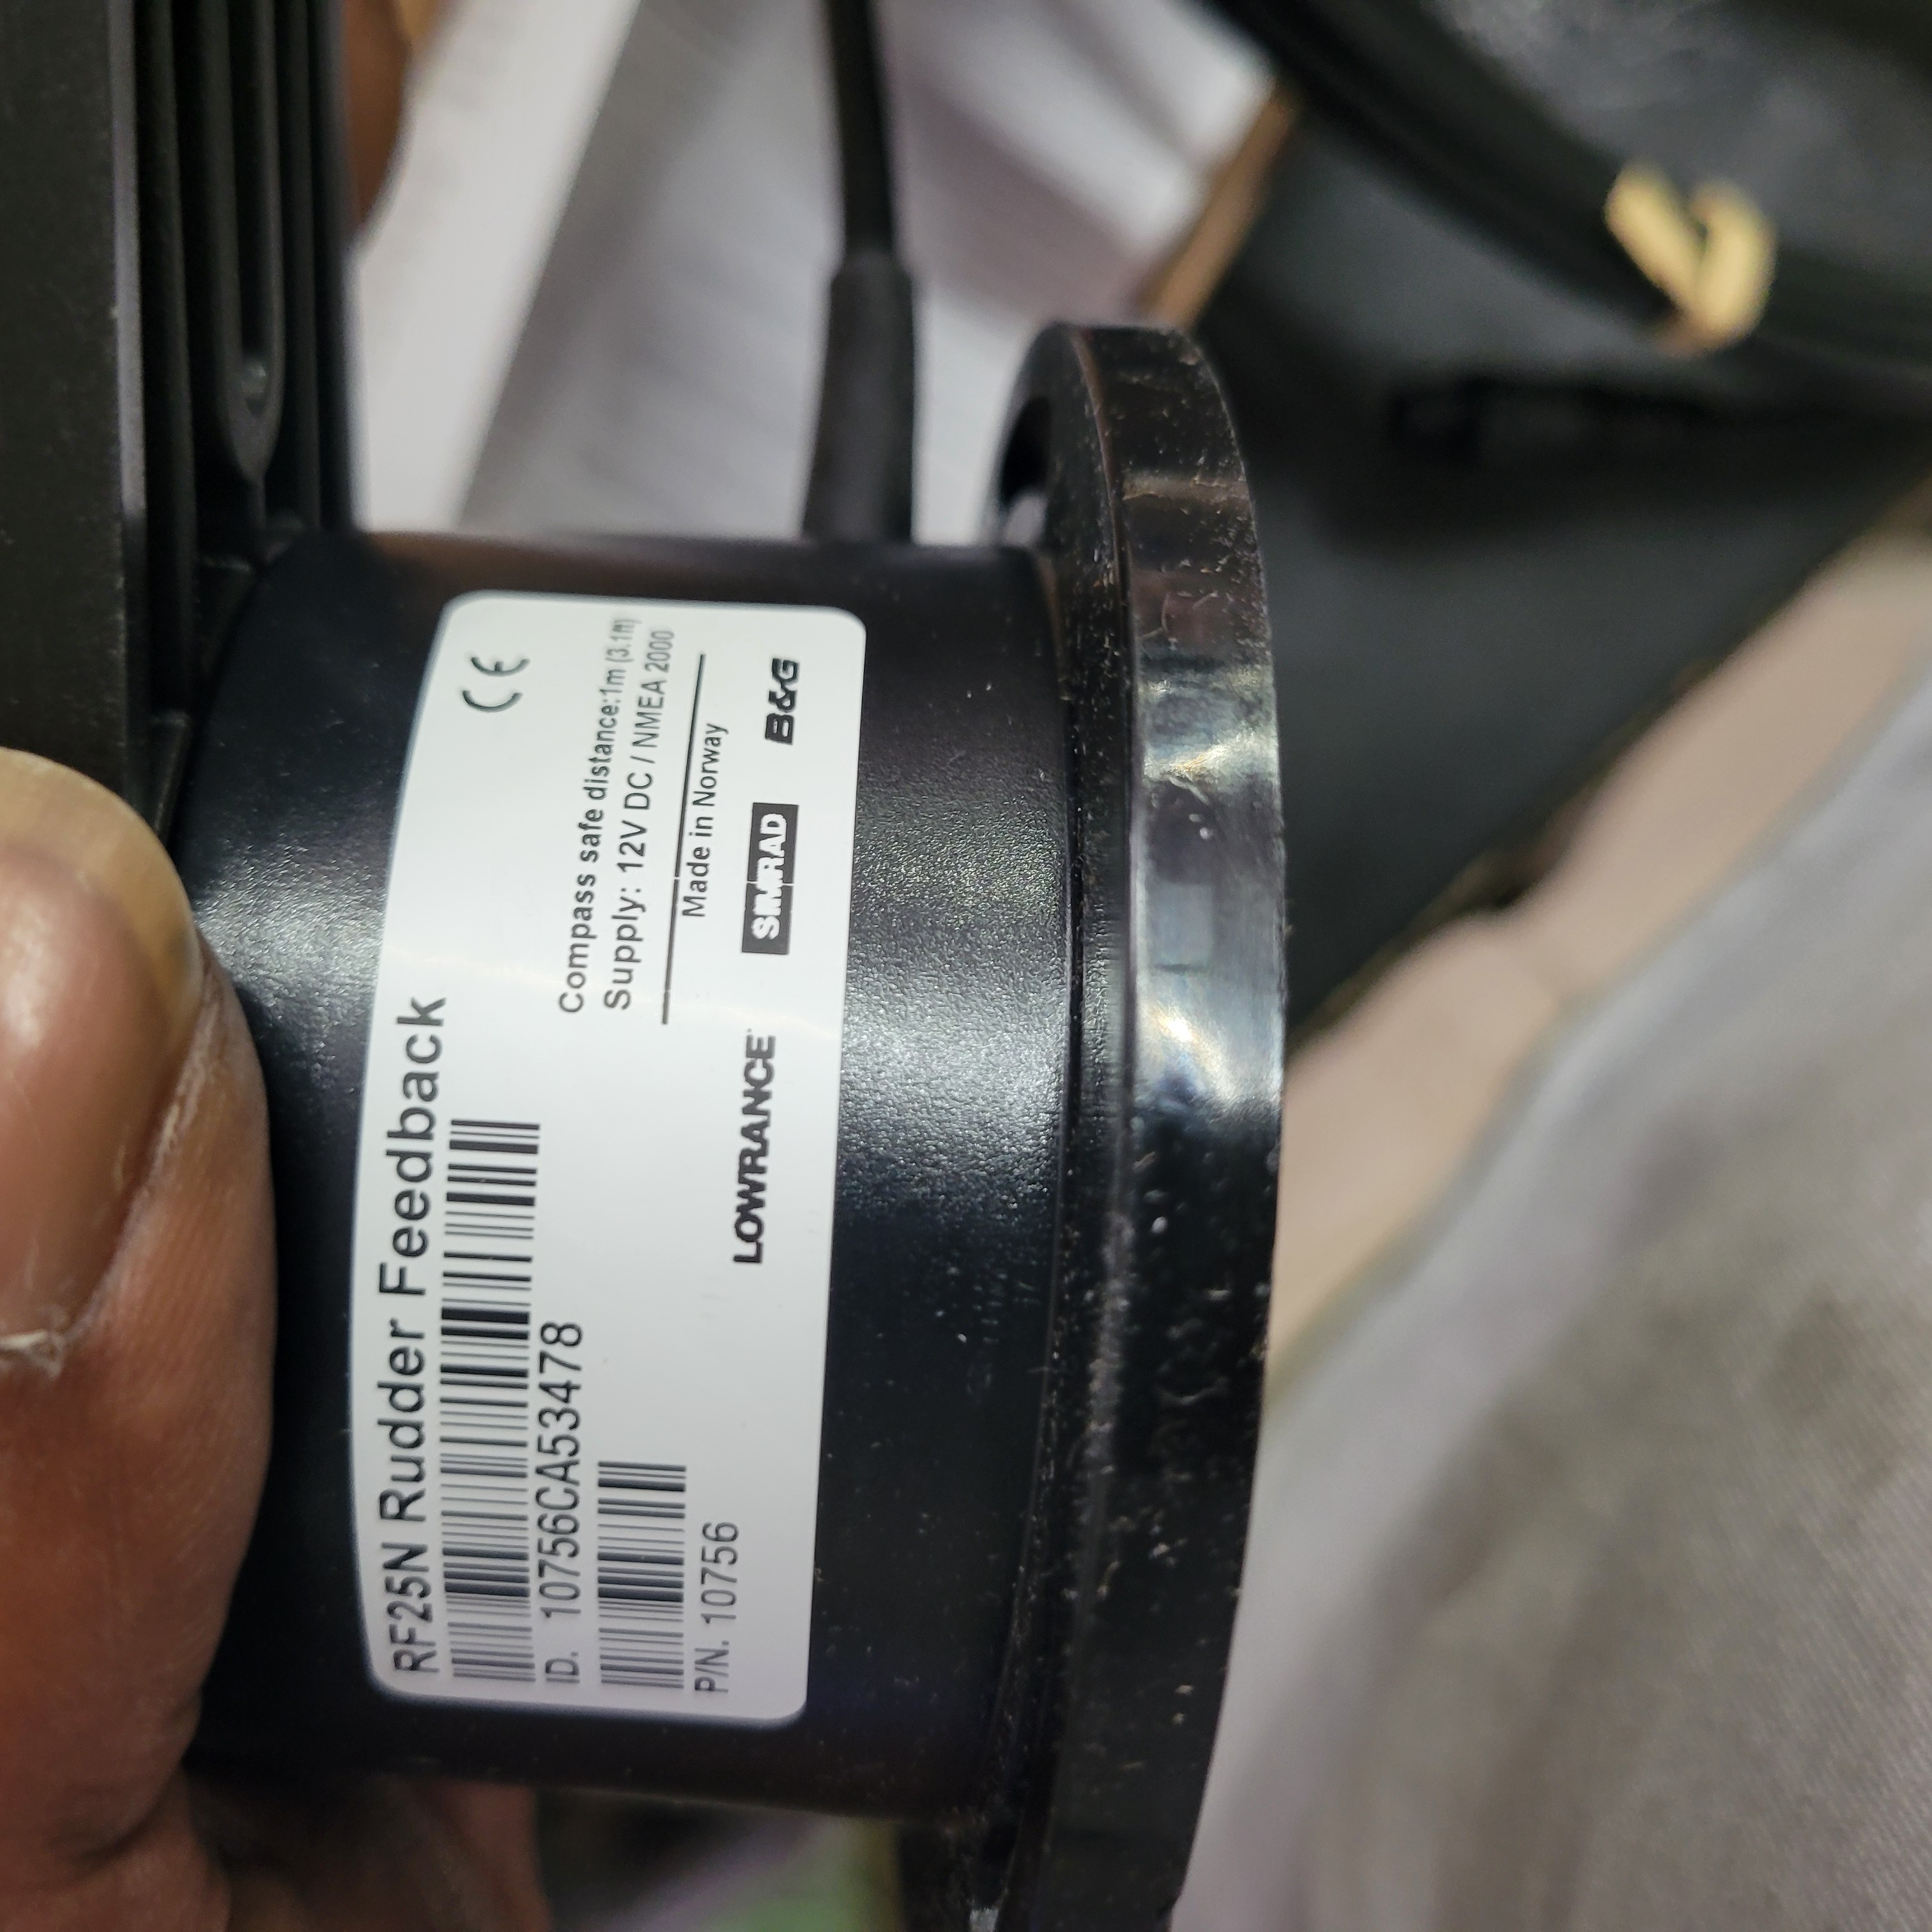 RF25N Rudder Feedback
CE
ID. 10756CA53478
Compass safe distance:1m (3.1ft)
Supply: 12V DC / NMEA 2000
P/N. 10756
Made in Norway
LOWRANCE SIMRAD B&G